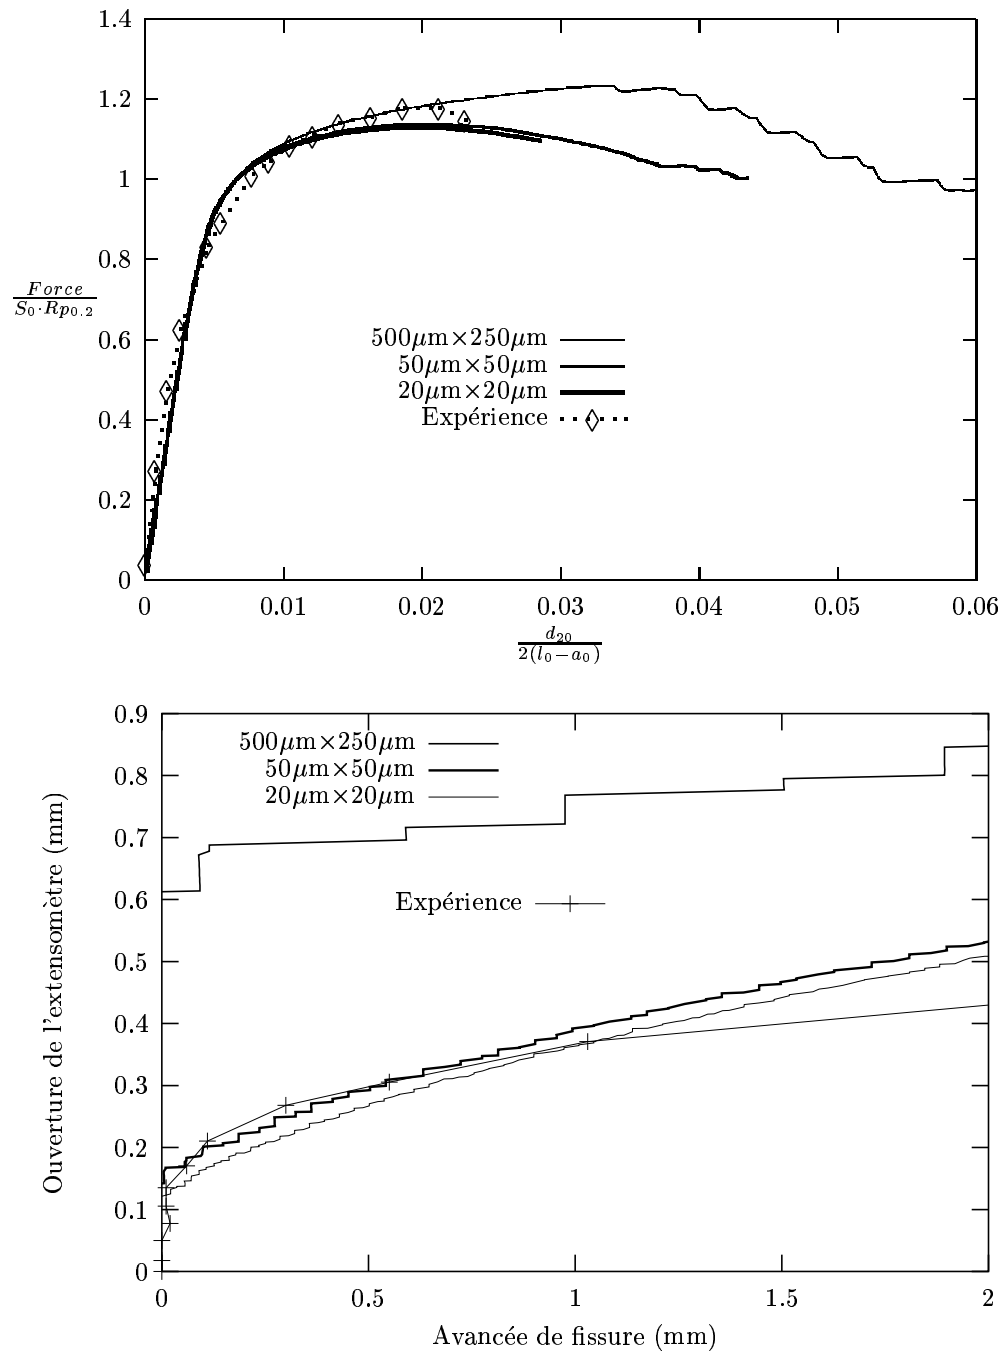 1.4
1.2
1
0.8
Force
S0·Rp0.2
0.6
0.4
0.2
0
500μm×250μm
50μm×50μm
20μm×20μm
Expérience
0 0.01 0.02 0.03 0.04 0.05 0.06
d20
2(l0−a0)
0.9
0.8
0.7
0.6
0.5
0.4
0.3
0.2
0.1
0
Ouverture de l'extensomètre (mm)
500μm×250μm
50μm×50μm
20μm×20μm
Expérience
0 0.5 1 1.5 2
Avancée de fissure (mm)